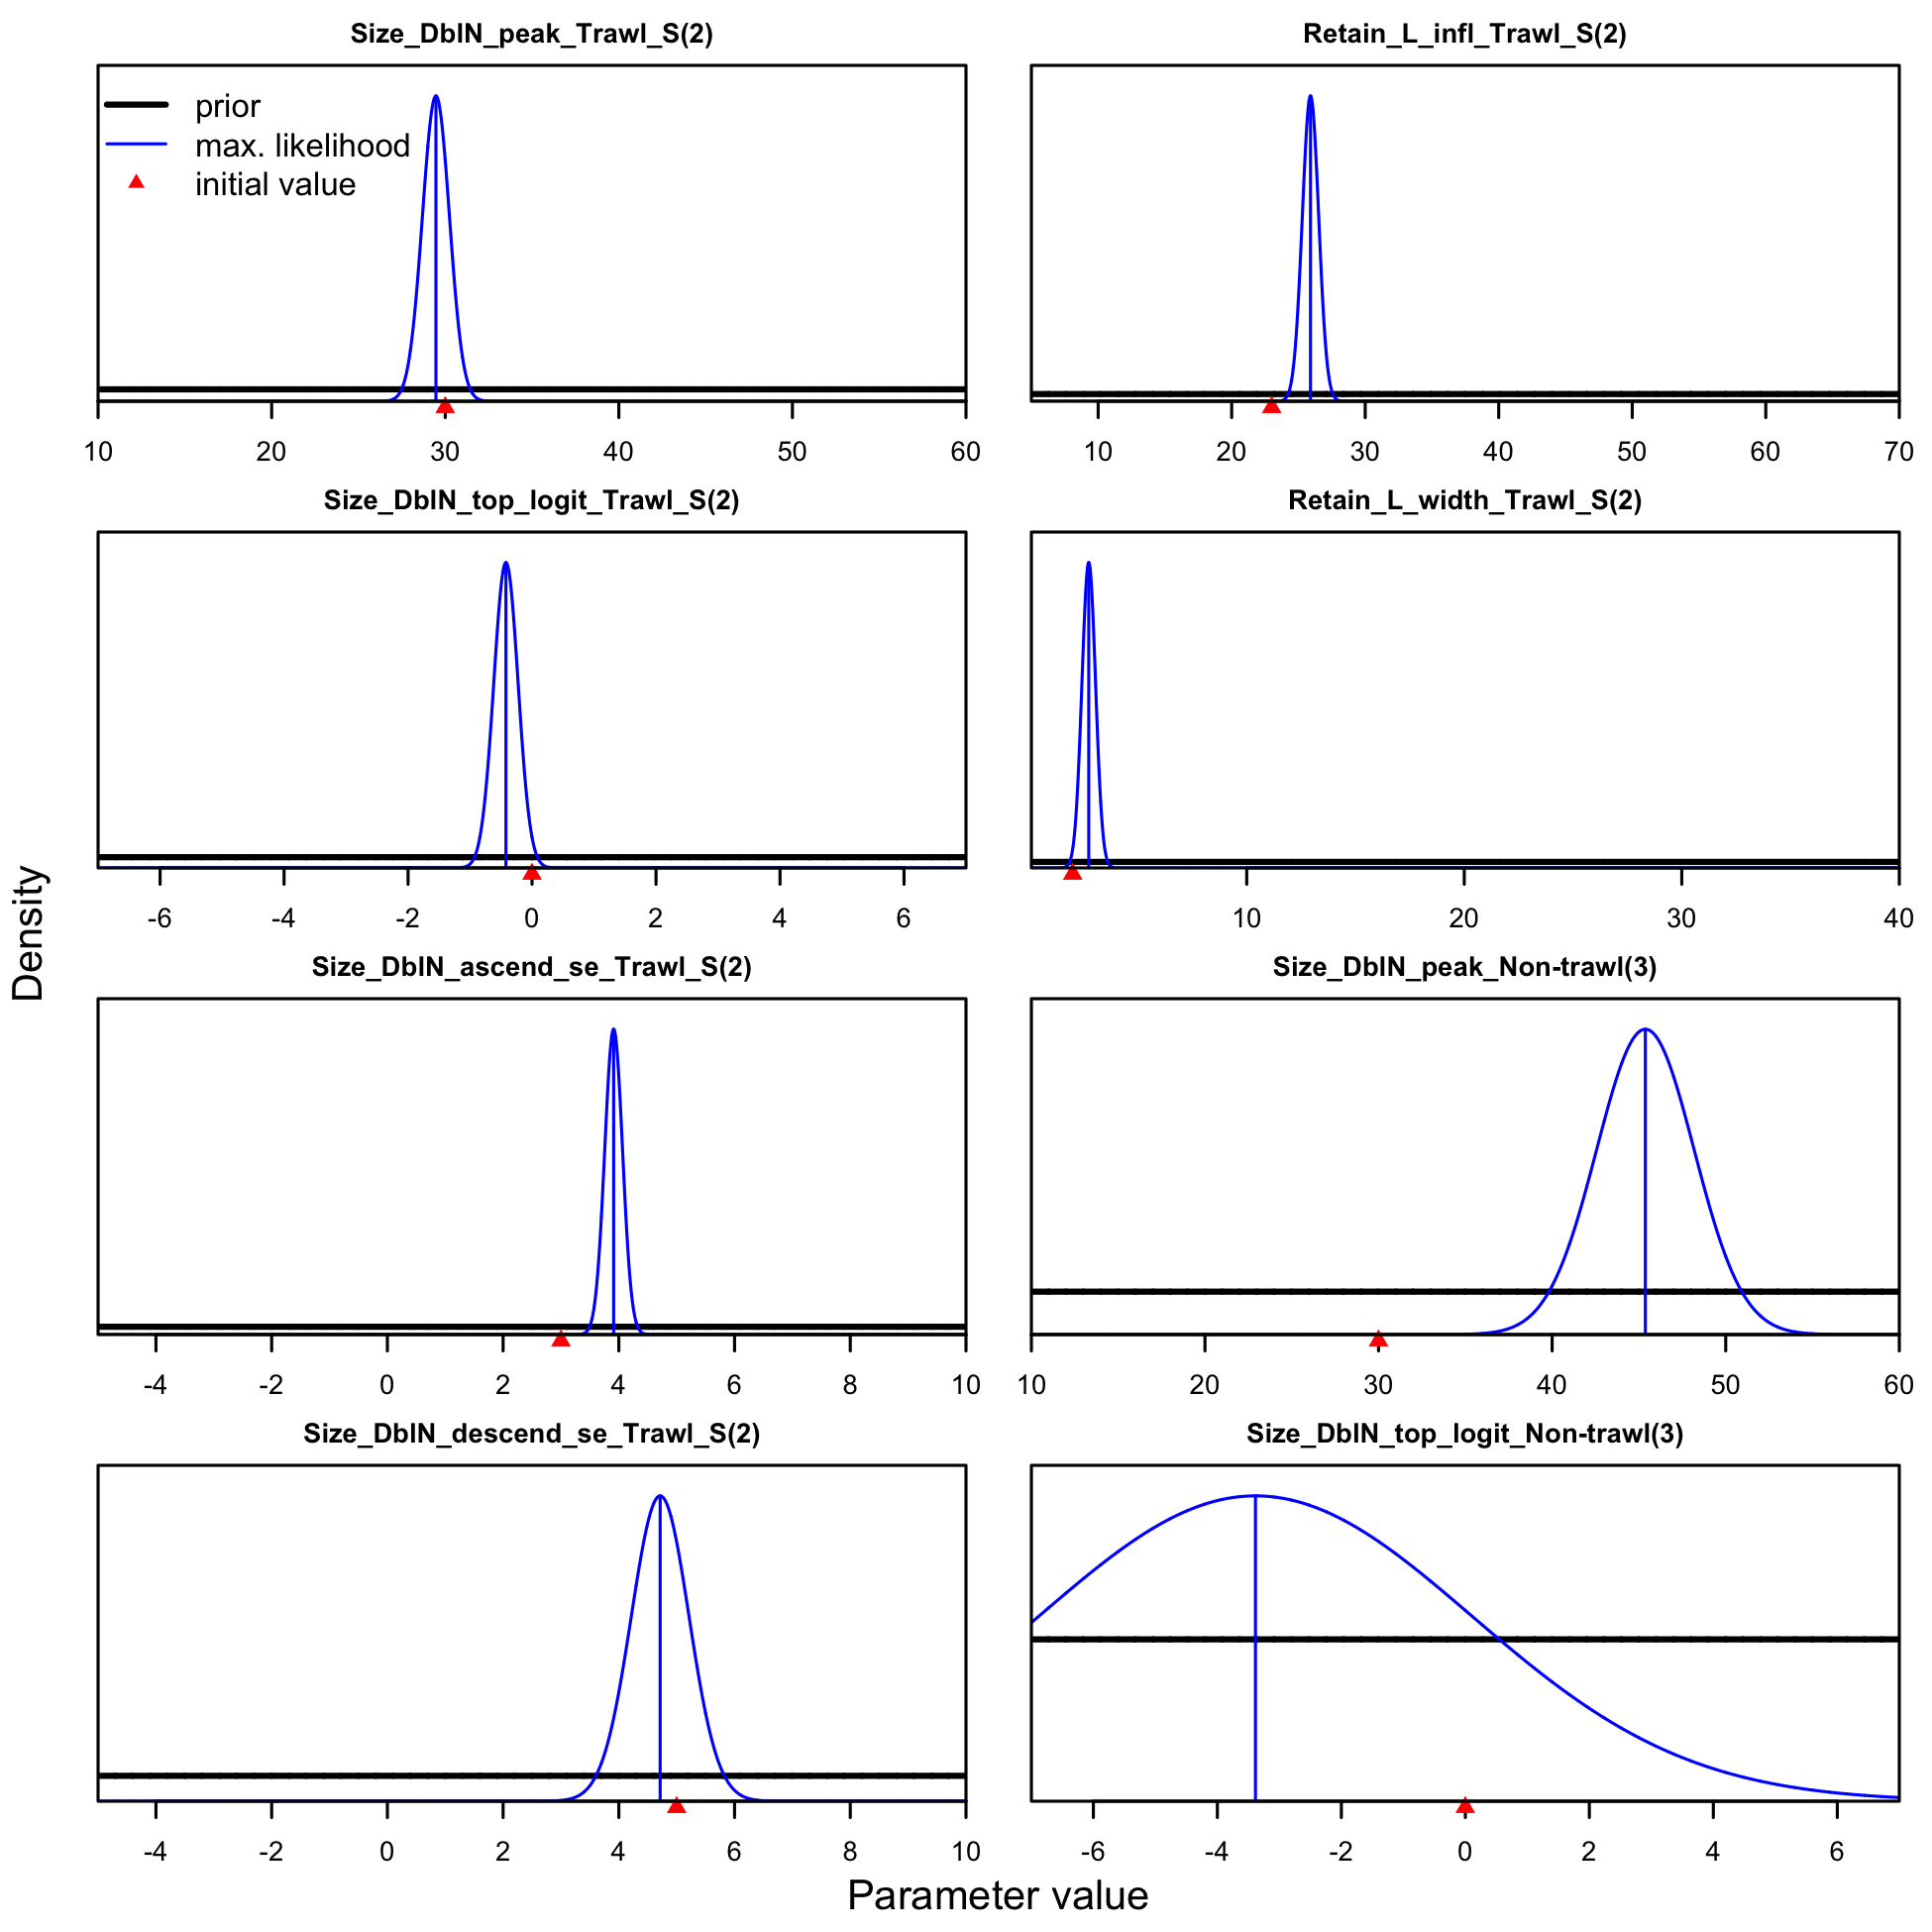 Size_DblN_peak_Trawl_S(2)
prior
max. likelihood
initial value
10 20 30 40 50 60
Retain_L_infl_Trawl_S(2)
10 20 30 40 50 60 70
Size_DblN_top_logit_Trawl_S(2)
-6 -4 -2 0 2 4 6
Retain_L_width_Trawl_S(2)
10 20 30 40
Size_DblN_ascend_se_Trawl_S(2)
-4 -2 0 2 4 6 8 10
Size_DblN_peak_Non-trawl(3)
10 20 30 40 50 60
Size_DblN_descend_se_Trawl_S(2)
-4 -2 0 2 4 6 8 10
Size_DblN_top_logit_Non-trawl(3)
-6 -4 -2 0 2 4 6
Density
Parameter value